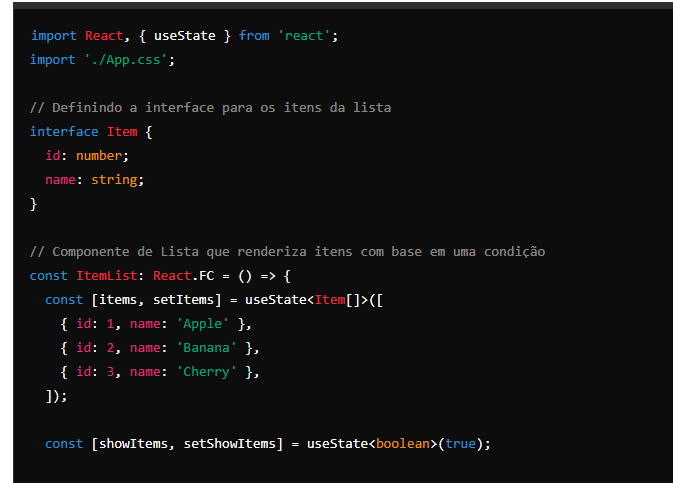 import React, { useState } from 'react';
import './App.css';

// Definindo a interface para os itens da lista
interface Item {
  id: number;
  name: string;
}

// Componente de Lista que renderiza itens com base em uma condição
const ItemList: React.FC = () => {
  const [items, setItems] = useState<Item[]>([
    { id: 1, name: 'Apple' },
    { id: 2, name: 'Banana' },
    { id: 3, name: 'Cherry' },
  ]);

  const [showItems, setShowItems] = useState<boolean>(true);